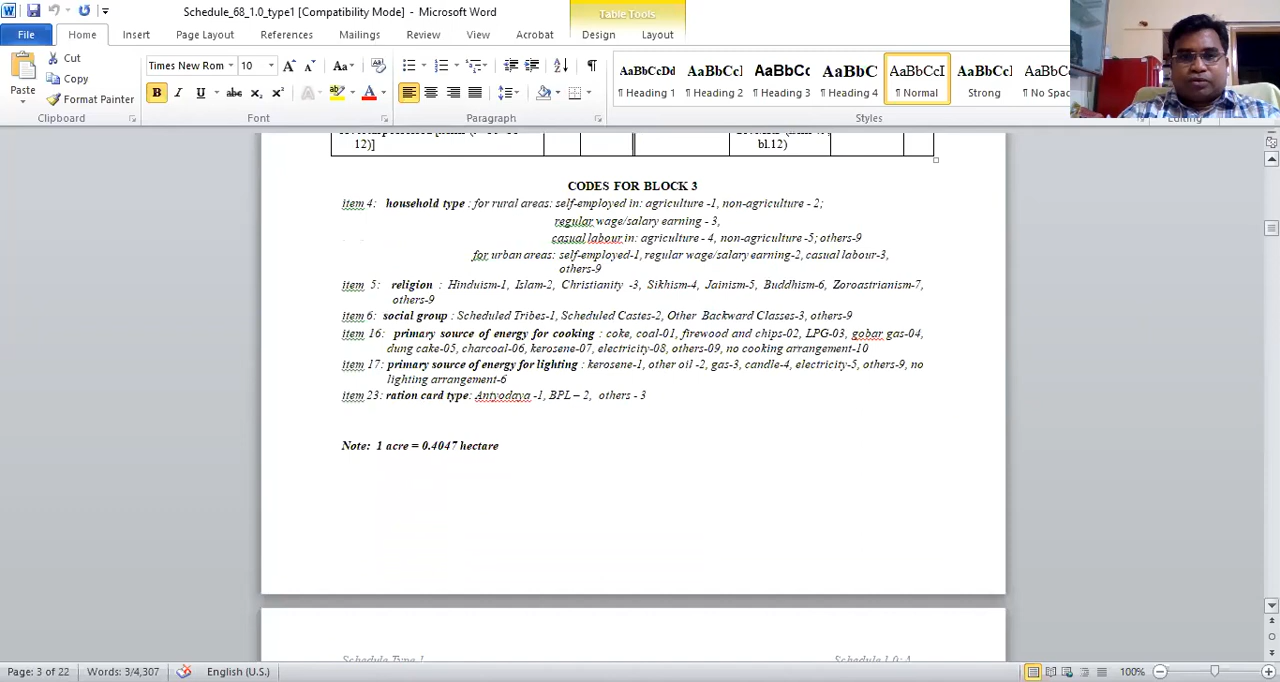 Schedule_68_1.0_type1 [Compatibility Mode] - Microsoft Word
Table Tools
File Home Insert Page Layout References Mailings Review View Acrobat Design Layout
Paste
Cut
Copy
Format Painter
Clipboard
Times New Rom 10
Font
Paragraph
AaBbCcDd AaBbCcl AaBbCc AaBbC AaBbCcI AaBbCcl AaBbC
Heading 1 Heading 2 Heading 3 Heading 4 Normal Strong No Spac
Styles
Editing
12)] bl.12)
CODES FOR BLOCK 3
item 4: household type : for rural areas: self-employed in: agriculture -1, non-agriculture - 2;
regular wage/salary earning - 3,
casual labour in: agriculture - 4, non-agriculture -5; others-9
for urban areas: self-employed-1, regular wage/salary earning-2, casual labour-3,
others-9
item 5: religion : Hinduism-1, Islam-2, Christianity -3, Sikhism-4, Jainism-5, Buddhism-6, Zoroastrianism-7,
others-9
item 6: social group : Scheduled Tribes-1, Scheduled Castes-2, Other Backward Classes-3, others-9
item 16: primary source of energy for cooking : coke, coal-01, firewood and chips-02, LPG-03, gobar gas-04,
dung cake-05, charcoal-06, kerosene-07, electricity-08, others-09, no cooking arrangement-10
item 17: primary source of energy for lighting : kerosene-1, other oil -2, gas-3, candle-4, electricity-5, others-9, no
lighting arrangement-6
item 23: ration card type: Antyodaya -1, BPL – 2, others - 3
Note: 1 acre = 0.4047 hectare
Schedule Type 1 Schedule 1.0: A
Page: 3 of 22 Words: 3/4,307 English (U.S.) 100%